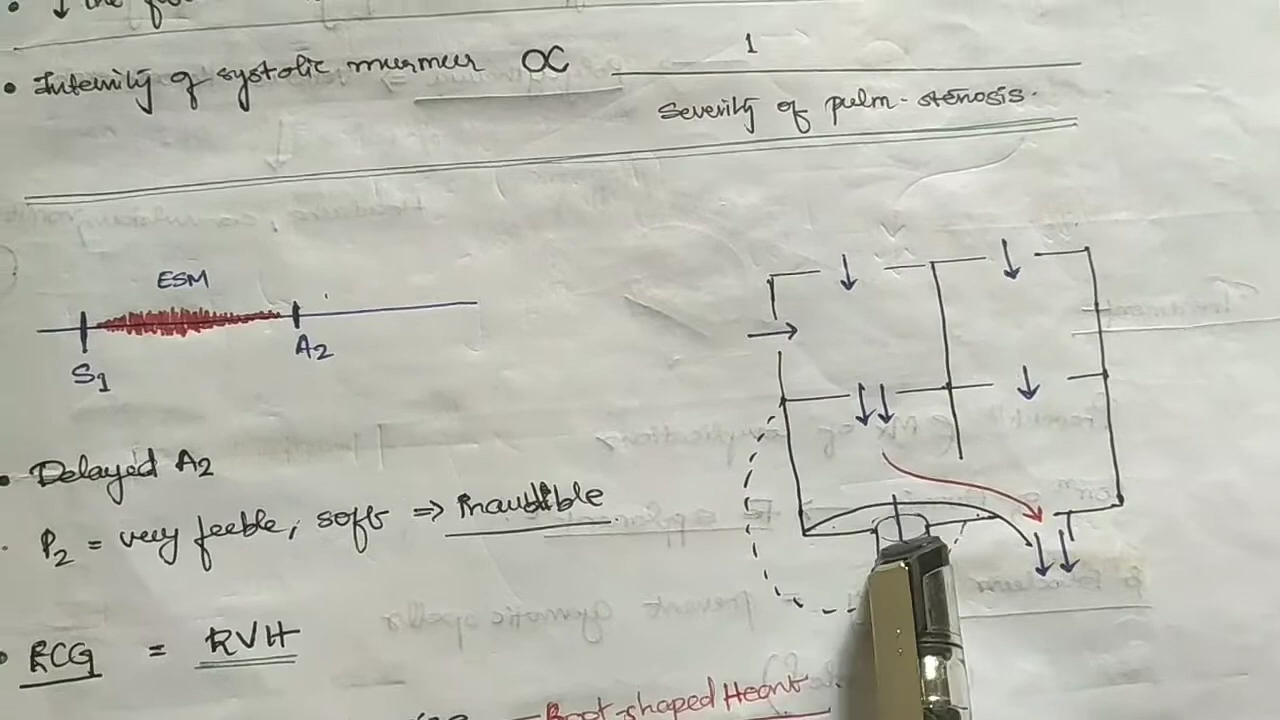 • ↓ the
• Intensity of systolic murmur ∝ 1
Severity of pulm. stenosis.
ESM
S1 A2
• Delayed A2
P2 = very feeble, soft ⇒ inaudible
• ECG = RVH
Boot-shaped Heart